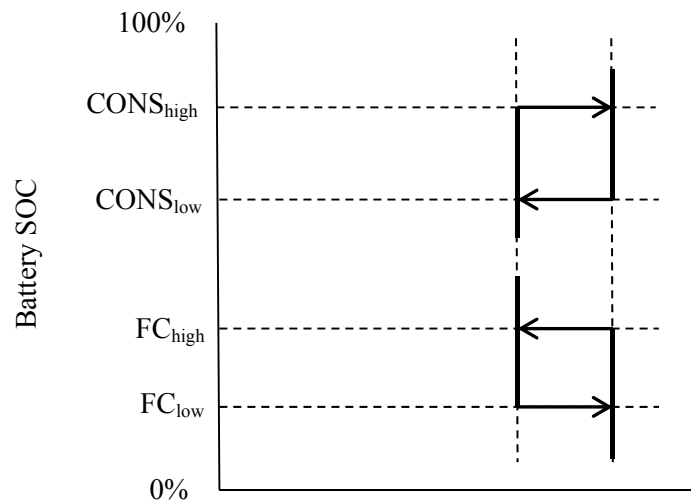 100%
CONShigh
CONSlow
Battery SOC
FChigh
FClow
0%